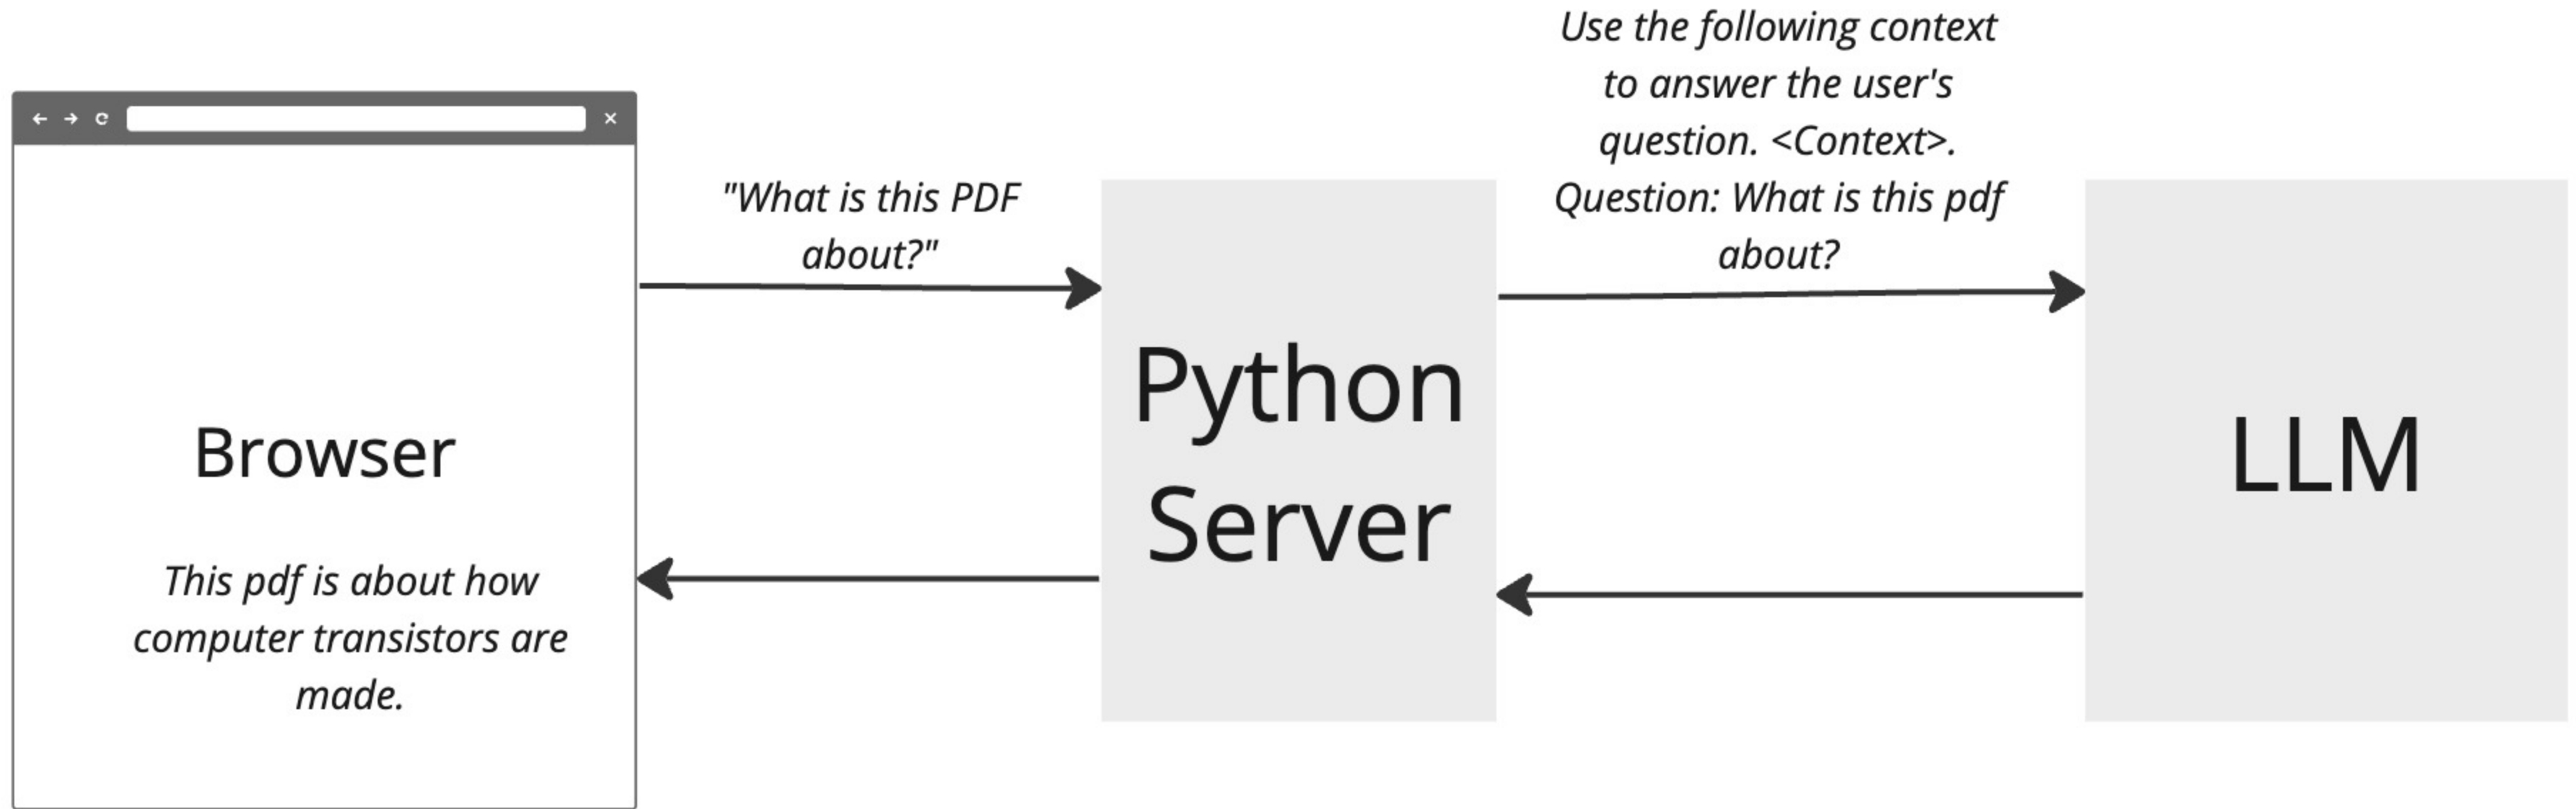 Use the following context
to answer the user's
question. <Context>.
Question: What is this pdf
about?
"What is this PDF
about?"
Python
Server
LLM
Browser
This pdf is about how
computer transistors are
made.